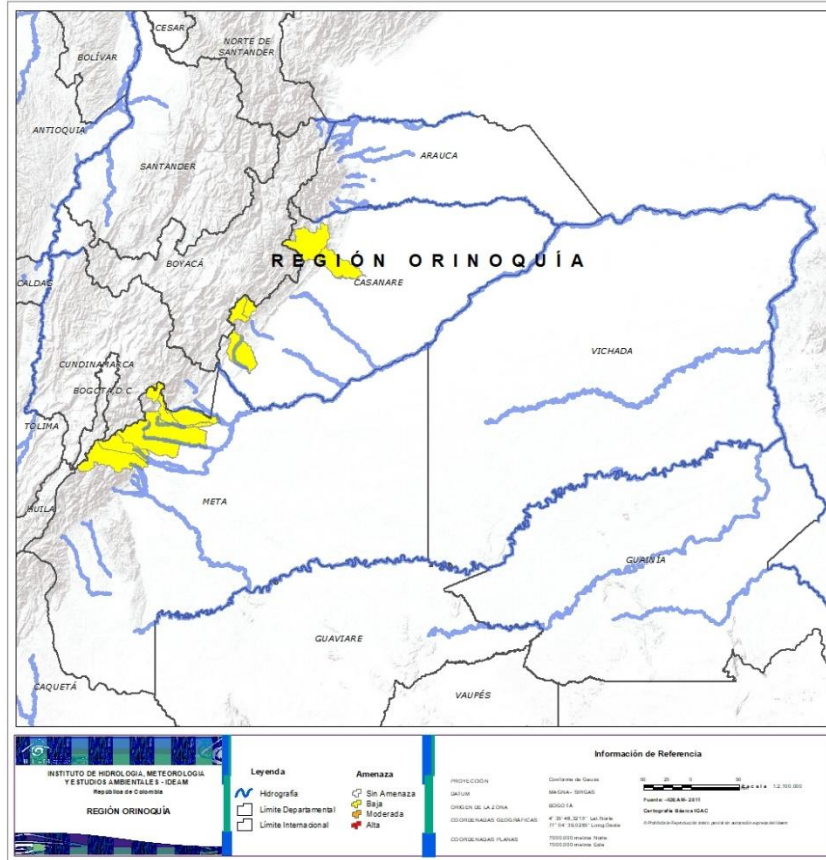 CESAR
NORTE DE
SANTANDER
BOLÍVAR
ANTIOQUIA
SANTANDER
ARAUCA
BOYACÁ
REGIÓN ORINOQUÍA
CALDAS
CASANARE
CUNDINAMARCA
VICHADA
BOGOTA D.C
TOLIMA
META
HUILA
GUAINÍA
GUAVIARE
CAQUETÁ
VAUPÉS
INSTITUTO DE HIDROLOGIA, METEOROLOGIA
Y ESTUDIOS AMBIENTALES - IDEAM
República de Colombia
REGIÓN ORINOQUÍA
Leyenda
Hidrografía
Límite Departamental
Límite Internacional
Amenaza
Sin Amenaza
Baja
Moderada
Alta
Información de Referencia
PROYECCIÓN Conforme de Gauss
DATUM MAGNA - SIRGAS
ORIGEN DE LA ZONA BOGOTÁ
COORDENADAS GEOGRÁFICAS
COORDENADAS PLANAS
Escala
Fuente: IDEAM- 2011
Cartografía Básica IGAC